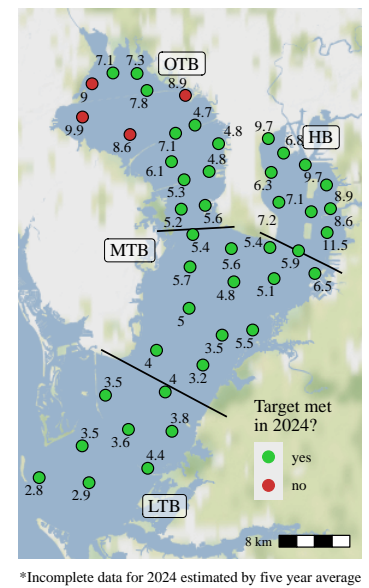 7.1 7.3 OTB
9 7.8 8.9
9.9 4.7
8.6 7.1 4.8 9.7 6.8 HB
6.1 4.8 9.7
5.3 6.3 7.1 8.9
5.2 5.6 7.2 8.6
MTB 5.4 5.6 5.4 5.9 11.5
5.7 4.8 5.1 6.5
5
3.5 5.5
4 3.2
3.5 4
3.8 Target met
in 2024?
3.5 3.6 yes
4.4 no
2.8 2.9
LTB
8 km
*Incomplete data for 2024 estimated by five year average